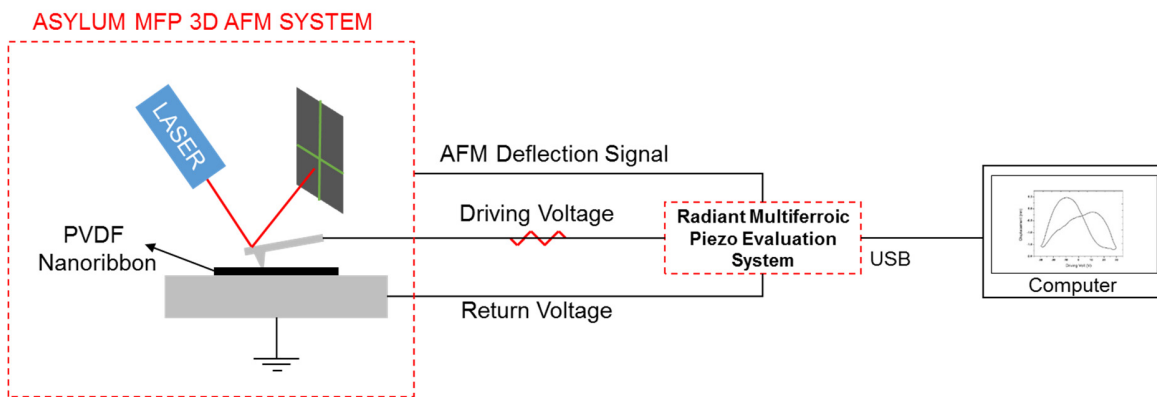 ASYLUM MFP 3D AFM SYSTEM
LASER
PVDF
Nanoribbon
AFM Deflection Signal
Driving Voltage
Return Voltage
Radiant Multiferroic
Piezo Evaluation
System
USB
Computer